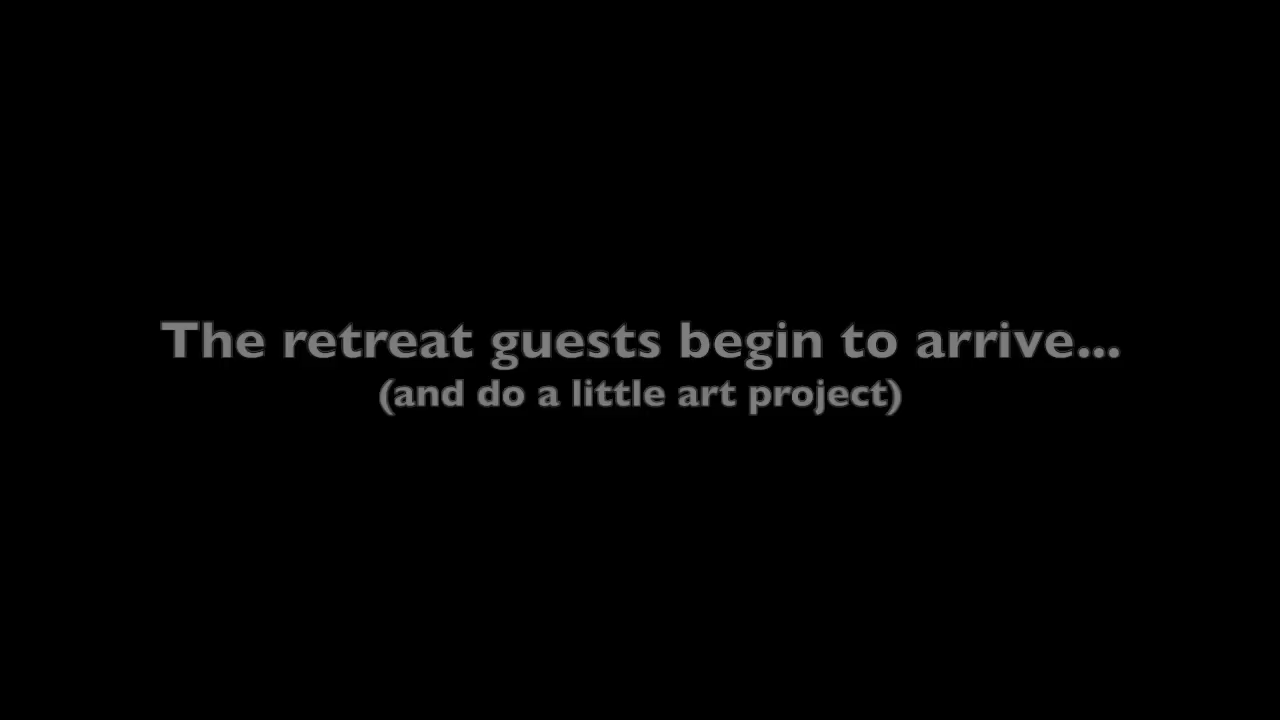 The retreat guests begin to arrive...
(and do a little art project)